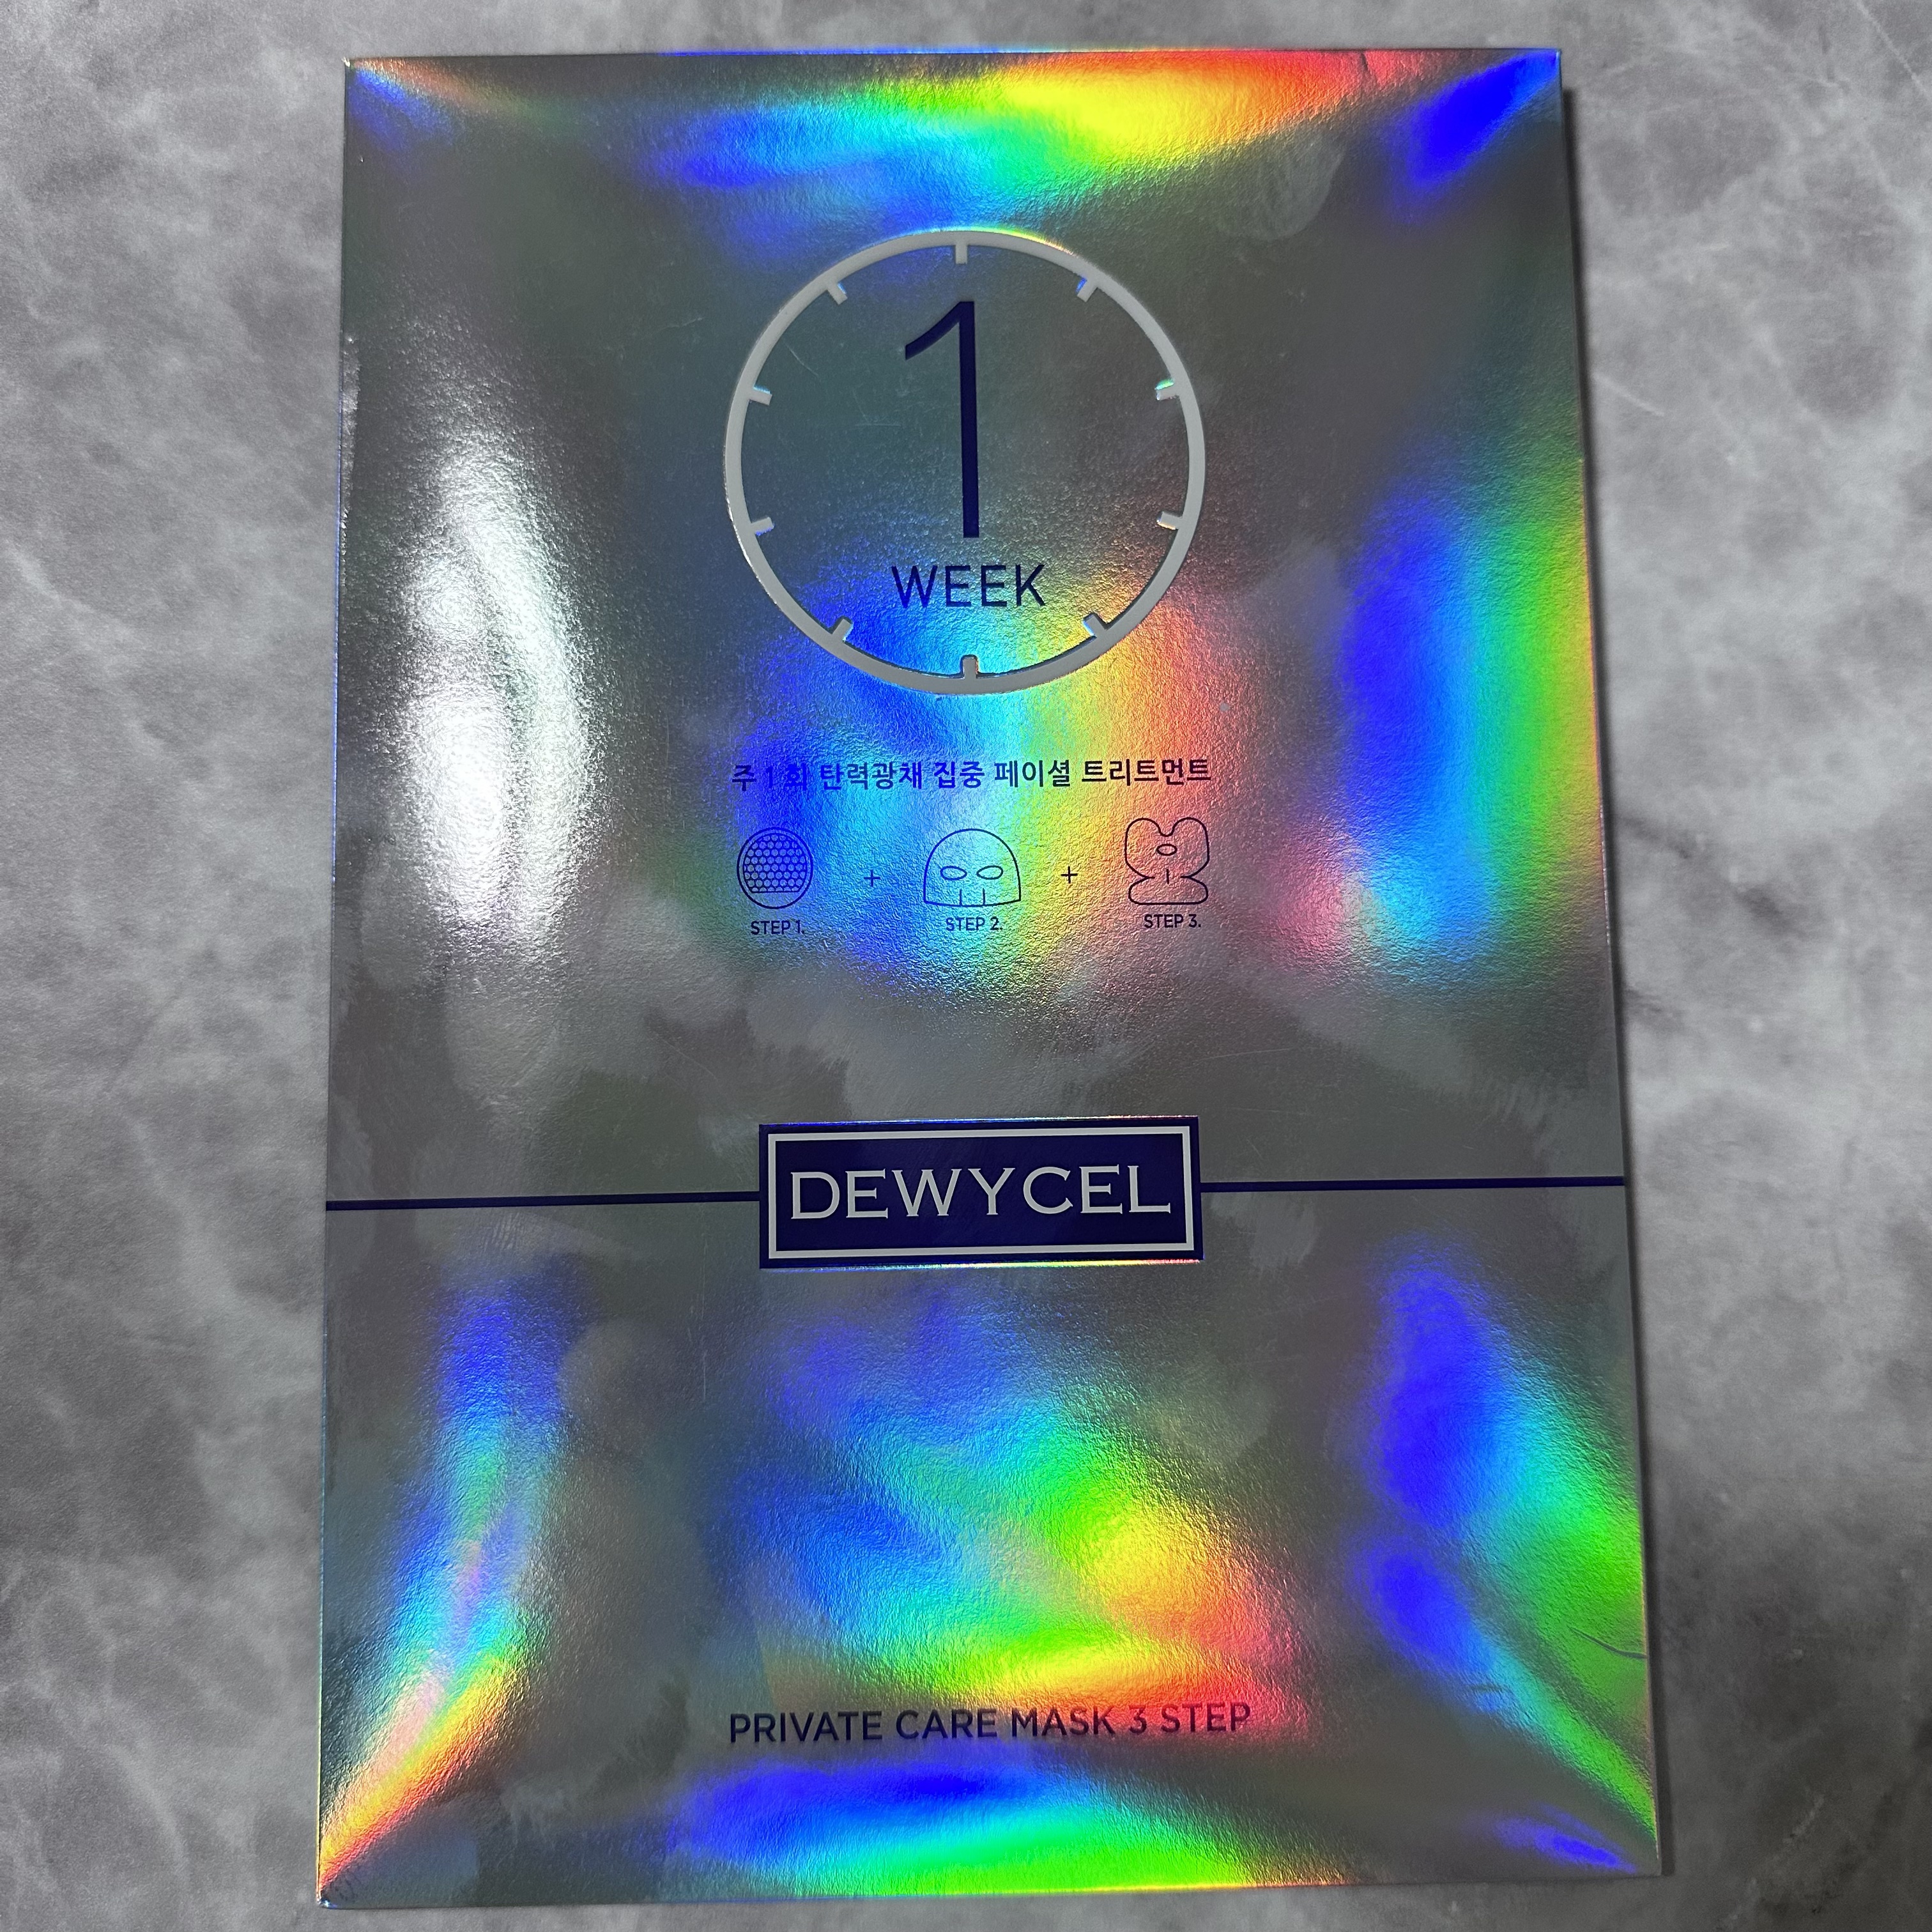 1
WEEK
주 1 회 탄력광채 집중 페이셜 트리트먼트
+ +
STEP 1. STEP 2. STEP 3.
DEWYCEL
PRIVATE CARE MASK 3 STEP